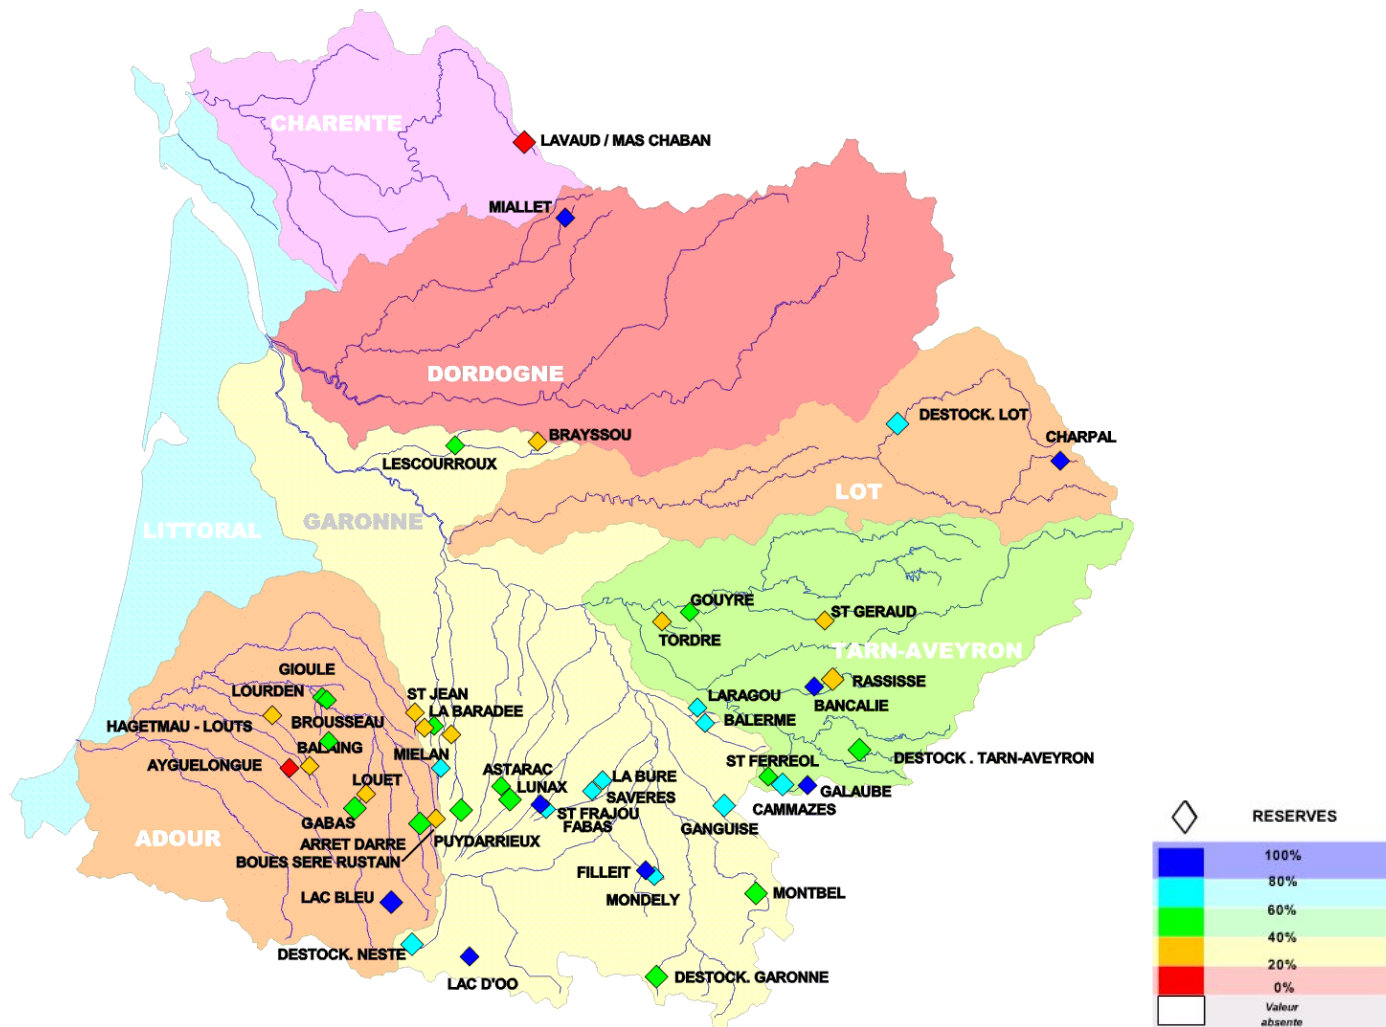 CHARENTE
LAVAUD / MAS CHABAN
MIALLET
DORDOGNE
DESTOCK. LOT
BRAYSSOU
CHARPAL
LESCOURROUX
LOT
GARONNE
LITTORAL
GOUYRE
ST GERAUD
TORDRE
TARN-AVEYRON
GIOULE
RASSISSE
LOURDEN
ST JEAN
LARAGOU
BANCALIE
LA BARADEE
HAGETMAU - LOUTS
BROUSSEAU
BALERME
BALAING
MIELAN
DESTOCK . TARN-AVEYRON
AYGUELONGUE
ST FERREOL
ASTARAC
LA BURE
LOUET
LUNAX
GALAUBE
SAVERES
CAMMAZES
ST FRAJOU
GABAS
FABAS
GANGUISE
ADOUR
ARRET DARRE
PUYDARRIEUX
BOUES SERE RUSTAIN
FILLEIT
MONTBEL
LAC BLEU
MONDELY
DESTOCK. NESTE
DESTOCK. GARONNE
LAC D'OO
RESERVES
100%
80%
60%
40%
20%
0%
Valeur
absente